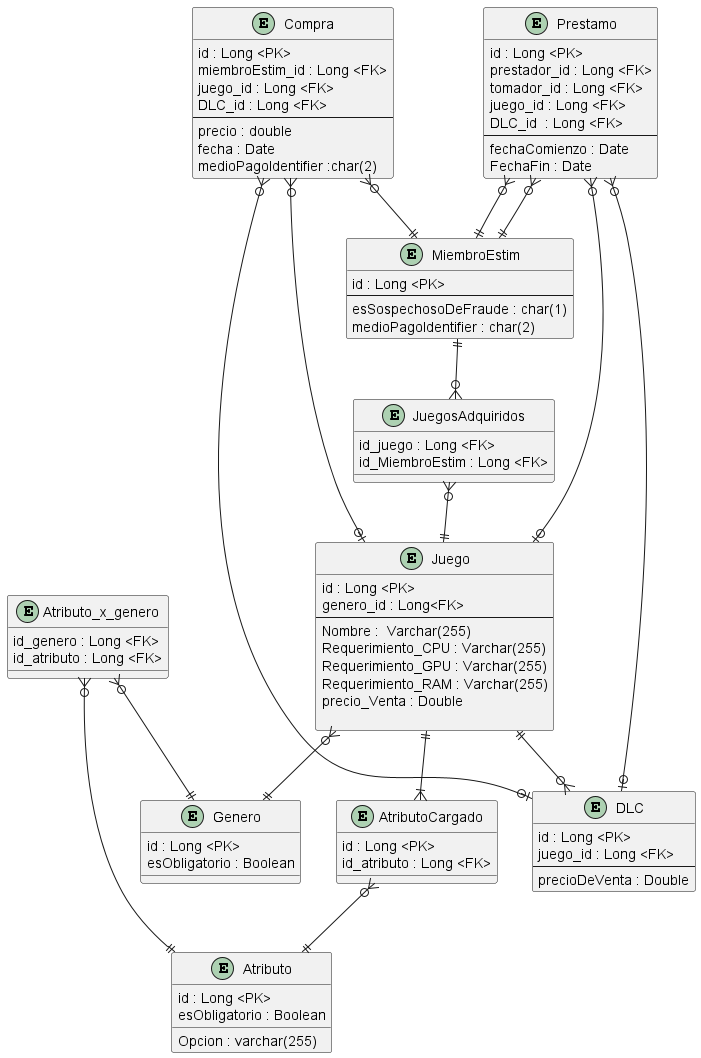 E Compra
id : Long <PK>
miembroEstim_id : Long <FK>
juego_id : Long <FK>
DLC_id : Long <FK>
precio : double
fecha : Date
medioPagoIdentifier :char(2)
E Prestamo
id : Long <PK>
prestador_id : Long <FK>
tomador_id : Long <FK>
juego_id : Long <FK>
DLC_id  : Long <FK>
fechaComienzo : Date
FechaFin : Date
E MiembroEstim
id : Long <PK>
esSospechosoDeFraude : char(1)
medioPagoIdentifier : char(2)
E JuegosAdquiridos
id_juego : Long <FK>
id_MiembroEstim : Long <FK>
E Juego
id : Long <PK>
genero_id : Long<FK>
Nombre :  Varchar(255)
Requerimiento_CPU : Varchar(255)
Requerimiento_GPU : Varchar(255)
Requerimiento_RAM : Varchar(255)
precio_Venta : Double
E Atributo_x_genero
id_genero : Long <FK>
id_atributo : Long <FK>
E Genero
id : Long <PK>
esObligatorio : Boolean
E AtributoCargado
id : Long <PK>
id_atributo : Long <FK>
E DLC
id : Long <PK>
juego_id : Long <FK>
precioDeVenta : Double
E Atributo
id : Long <PK>
esObligatorio : Boolean
Opcion : varchar(255)